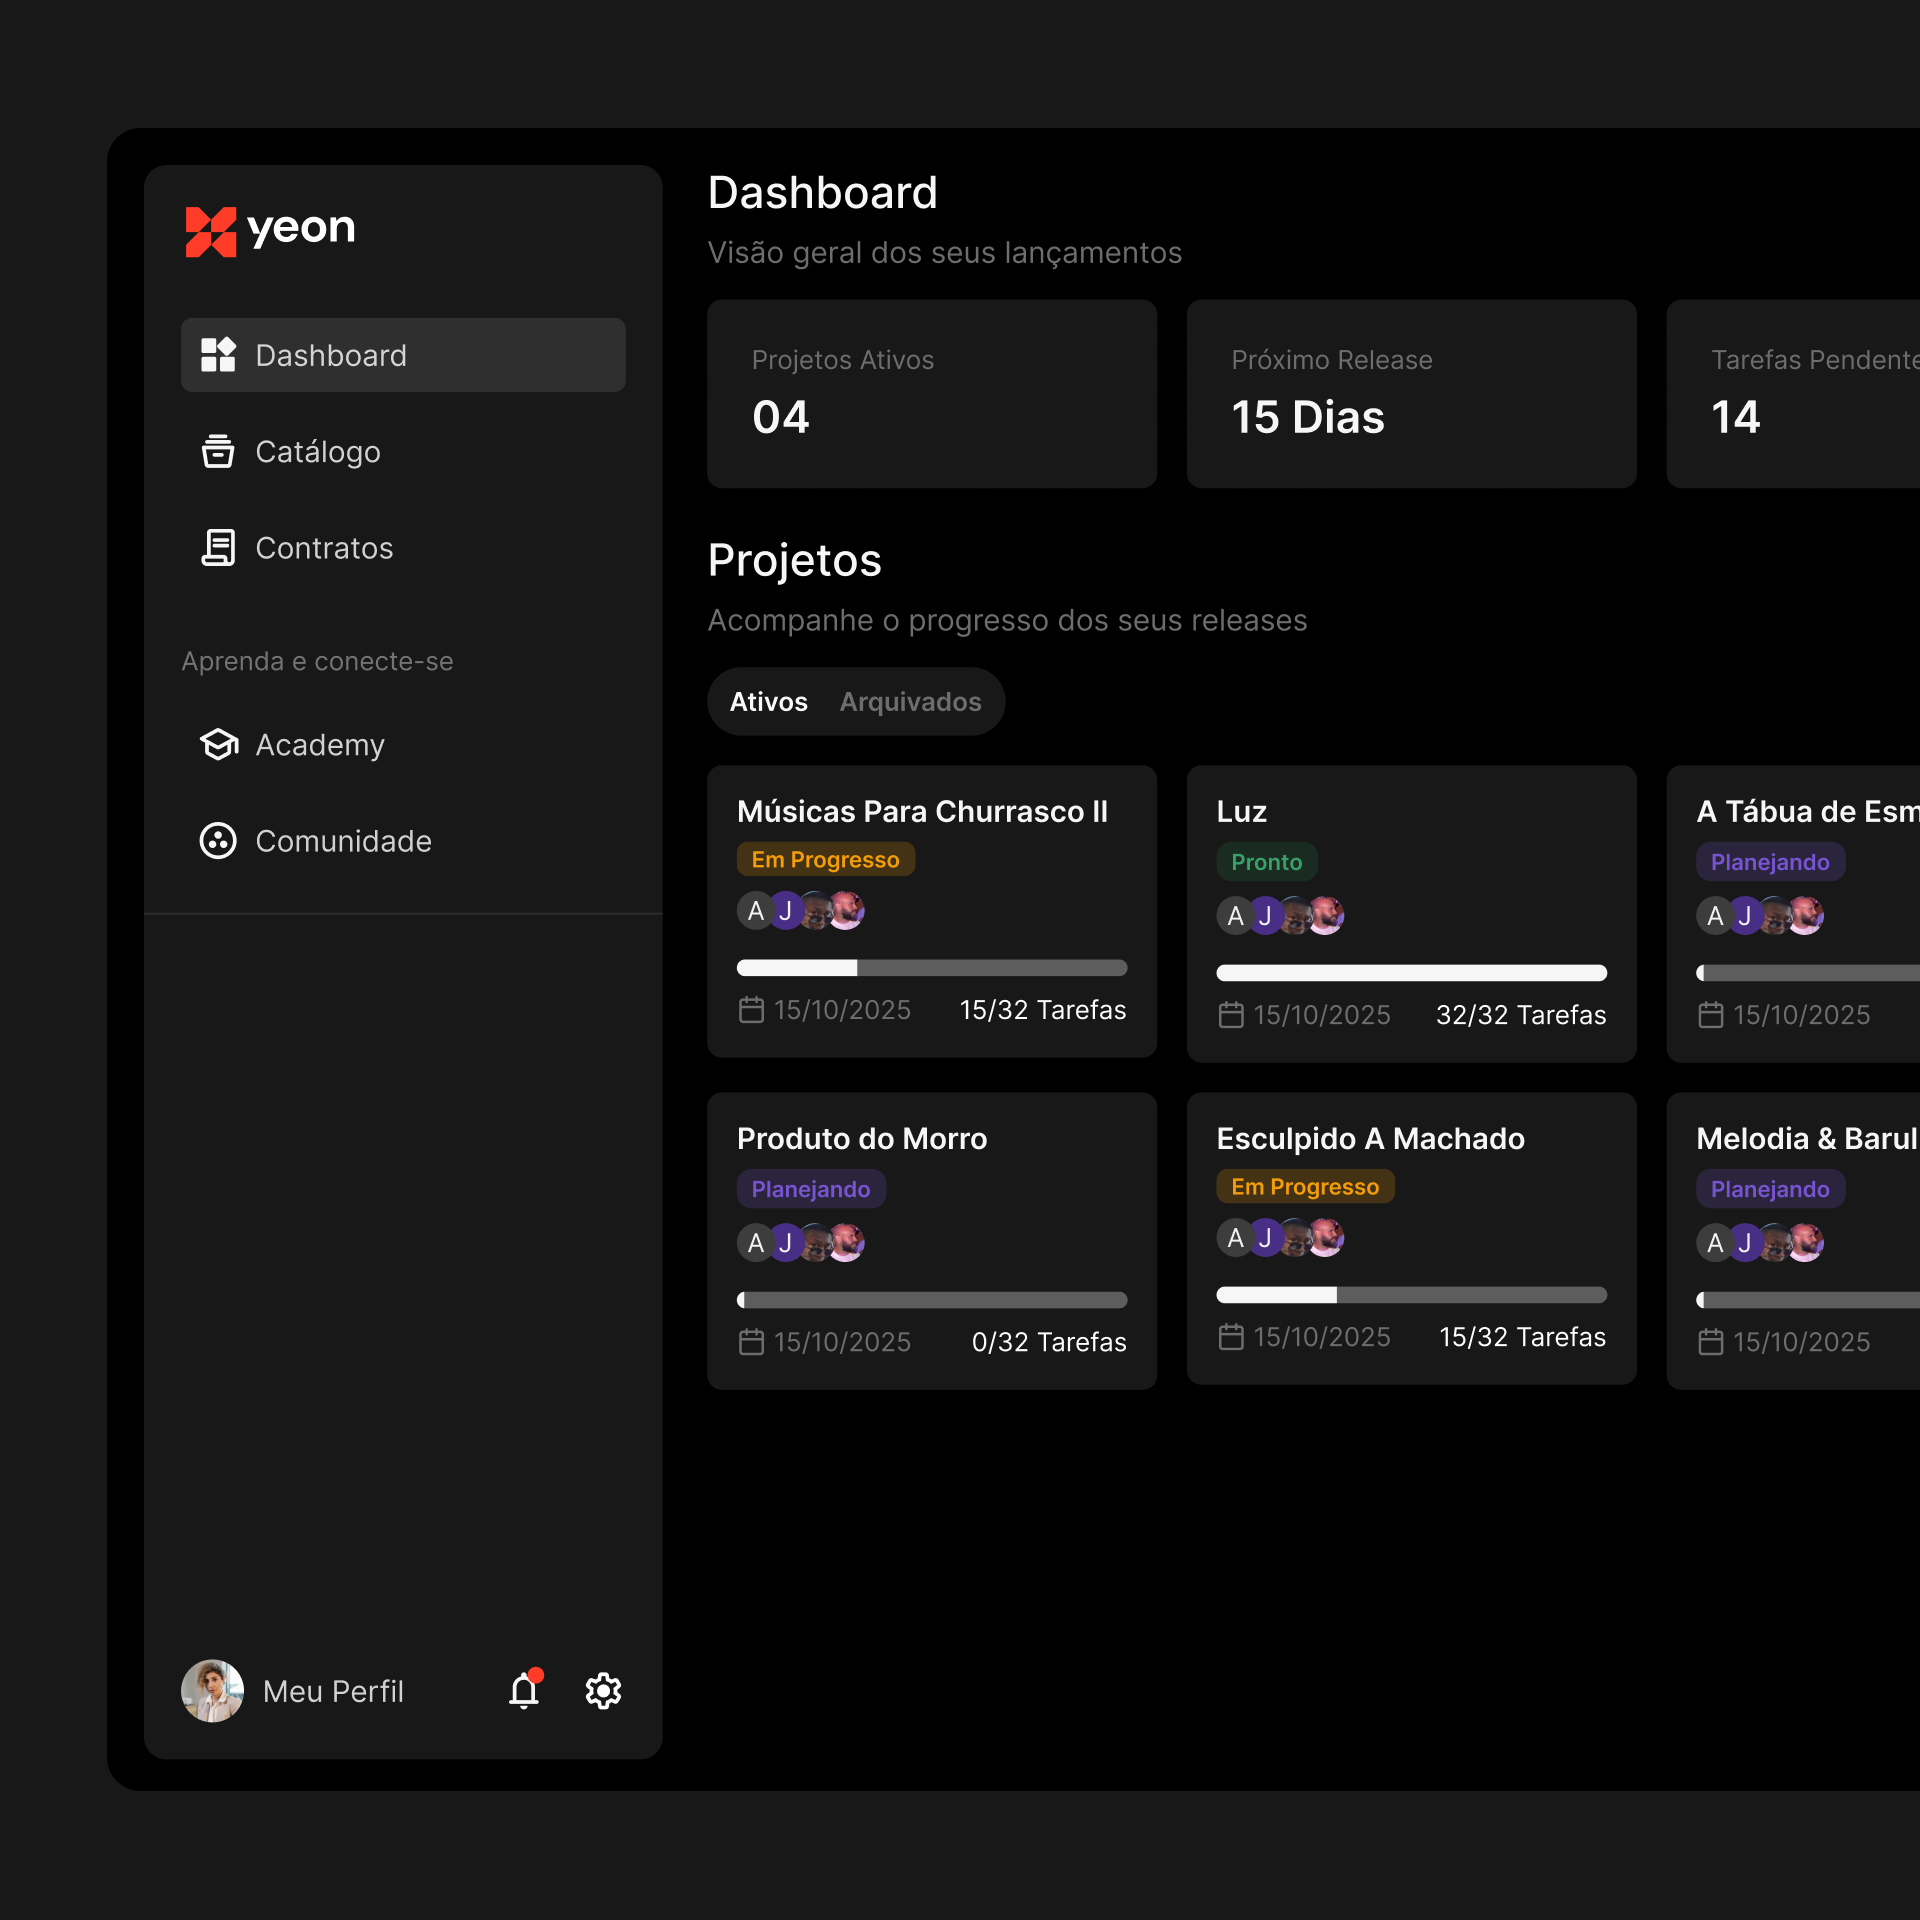 yeon
Dashboard
Catálogo
Contratos
Aprenda e conecte-se
Academy
Comunidade
Meu Perfil
Dashboard
Visão geral dos seus lançamentos
Projetos Ativos
04
Próximo Release
15 Dias
Tarefas Pendente
14
Projetos
Acompanhe o progresso dos seus releases
Ativos Arquivados
Músicas Para Churrasco II
Em Progresso
A J
15/10/2025 15/32 Tarefas
Luz
Pronto
A J
15/10/2025 32/32 Tarefas
A Tábua de Esm
Planejando
A J
15/10/2025
Produto do Morro
Planejando
A J
15/10/2025 0/32 Tarefas
Esculpido A Machado
Em Progresso
A J
15/10/2025 15/32 Tarefas
Melodia & Barul
Planejando
A J
15/10/2025